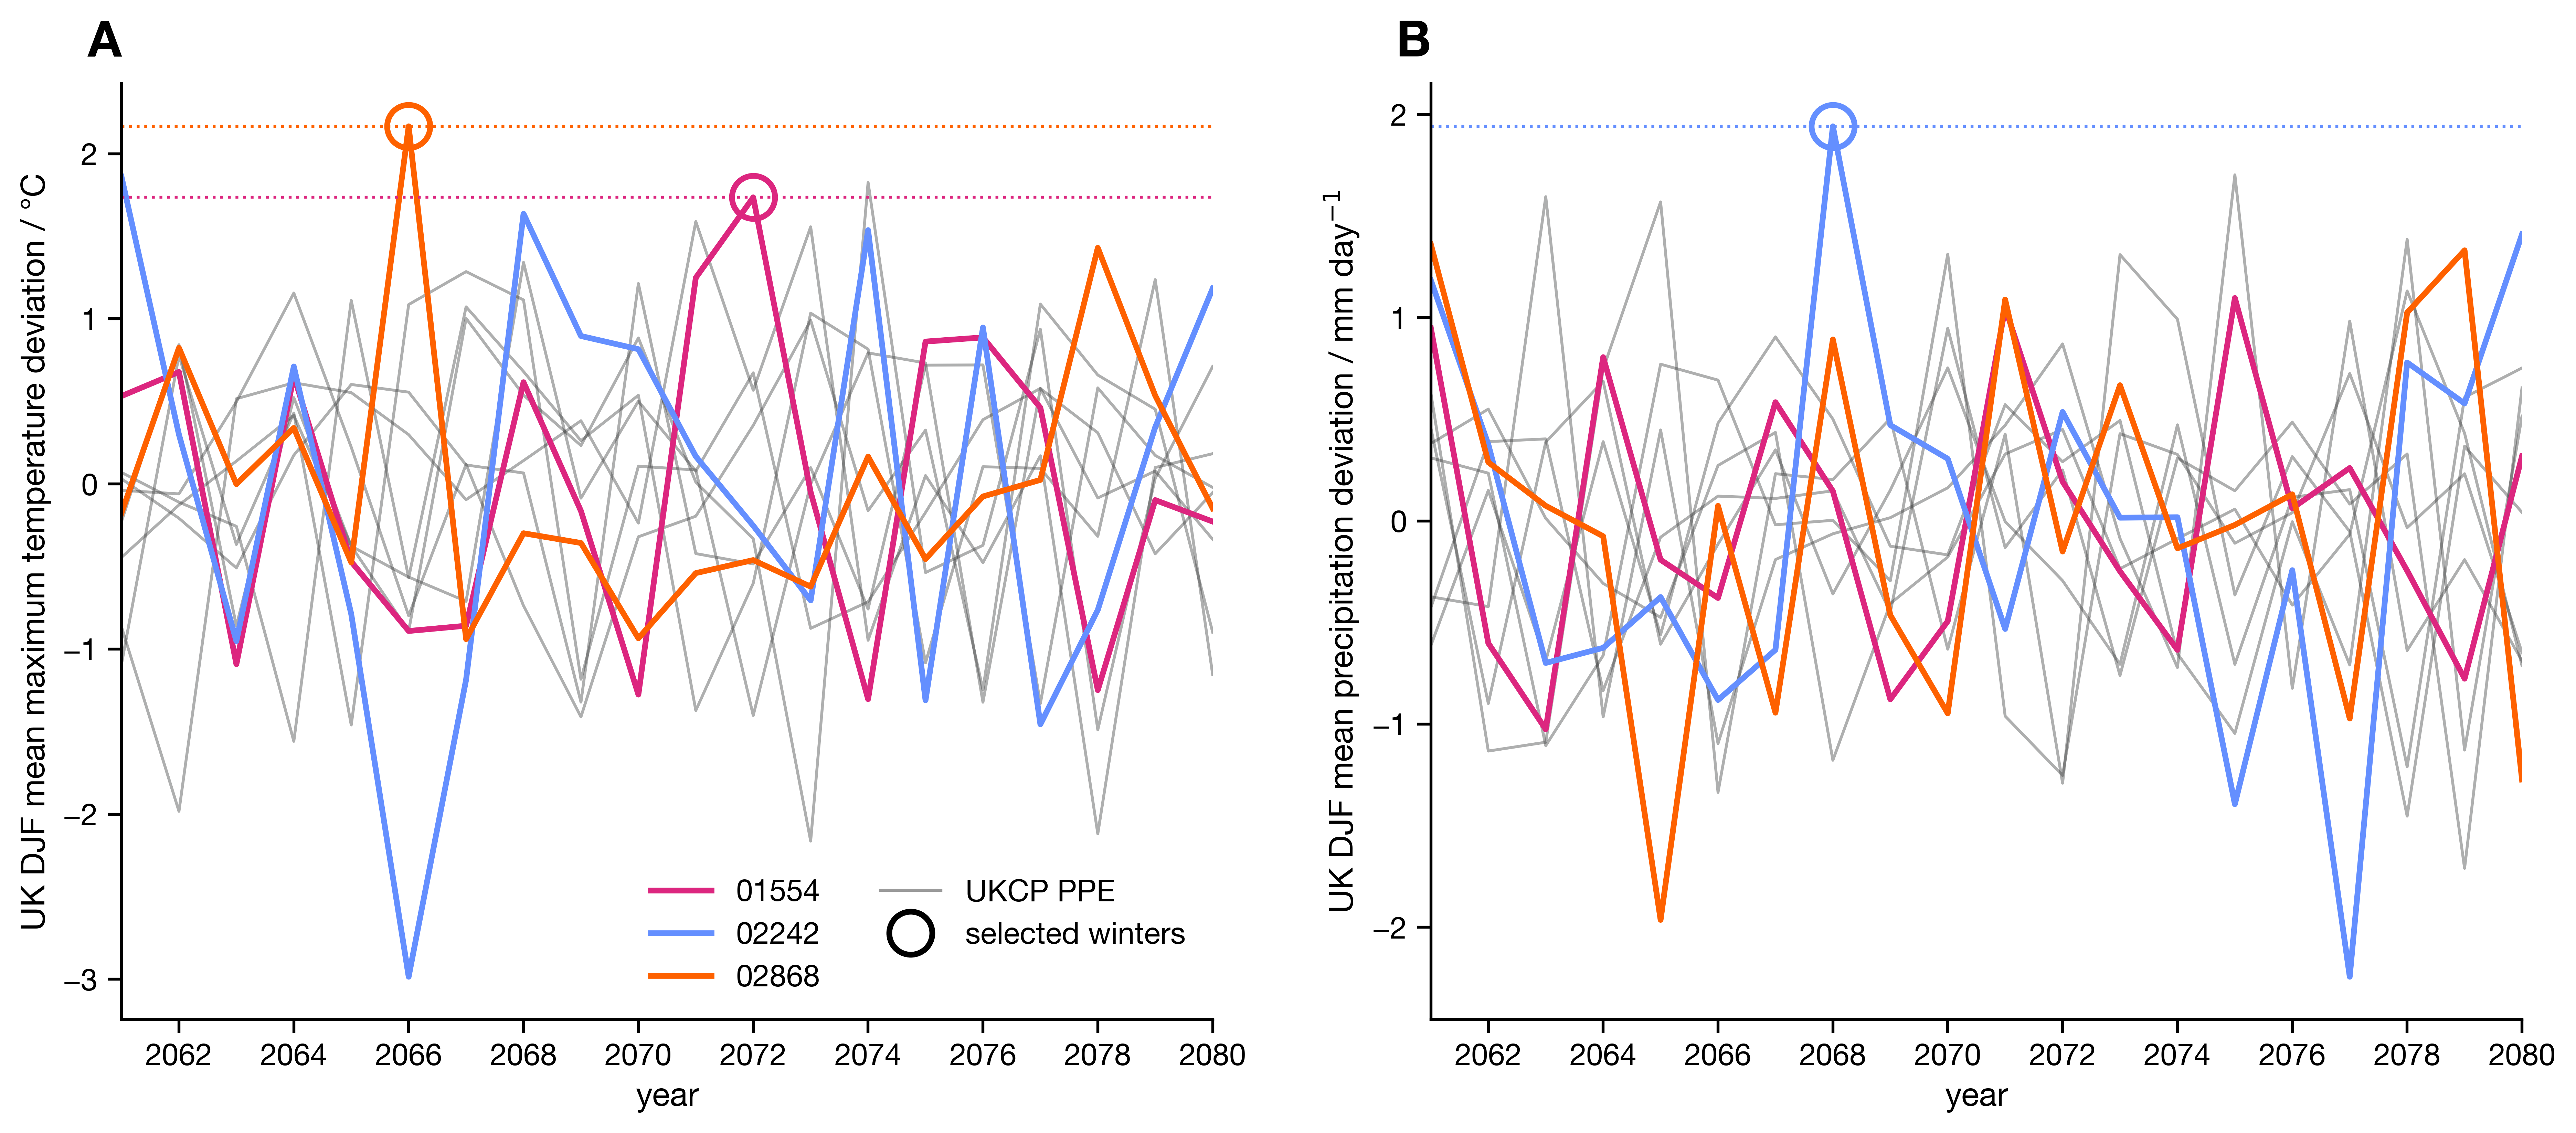 A
UK DJF mean maximum temperature deviation / °C
2
1
0
−1
−2
−3
2062 2064 2066 2068 2070 2072 2074 2076 2078 2080
year
01554
02242
02868
UKCP PPE
selected winters
B
UK DJF mean precipitation deviation / mm day⁻¹
2
1
0
−1
−2
2062 2064 2066 2068 2070 2072 2074 2076 2078 2080
year